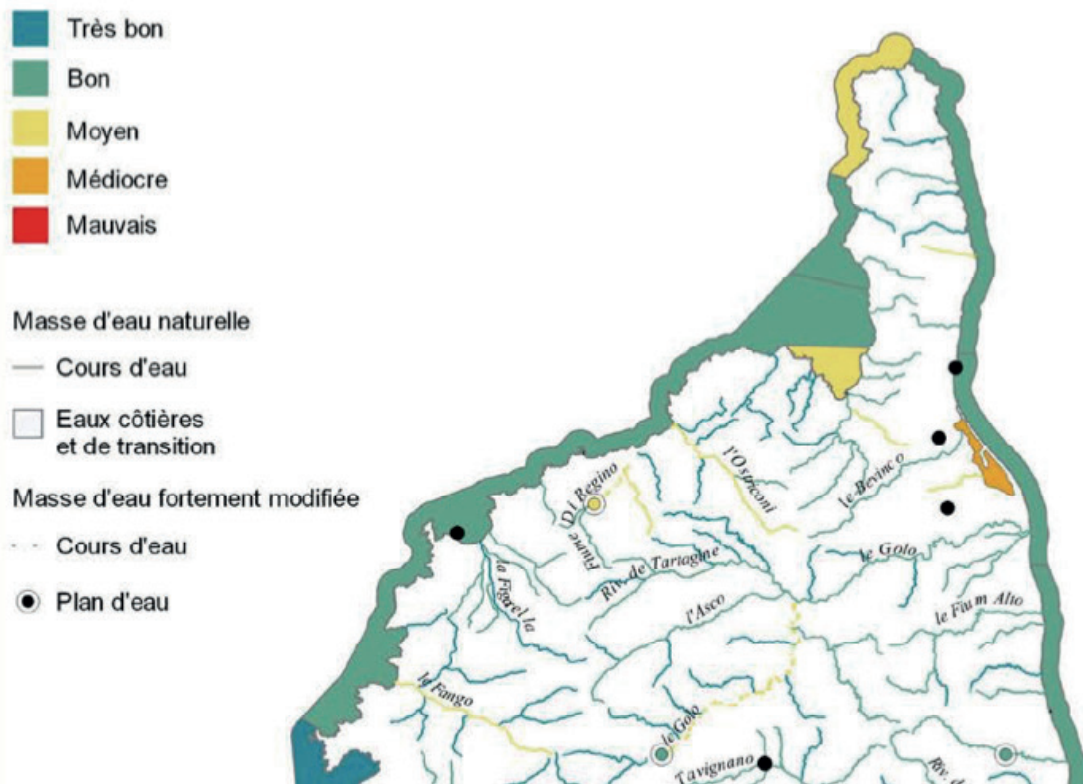 Très bon
Bon
Moyen
Médiocre
Mauvais
Masse d'eau naturelle
Cours d'eau
Eaux côtières
et de transition
Masse d'eau fortement modifiée
Cours d'eau
Plan d'eau
l'Ostriconi
le Bevinco
Fiume Di Regino
le Golo
Riv. de Tartagine
la Figarella
l'Asco
le Fium Alto
le Fango
le Golo
Tavignano